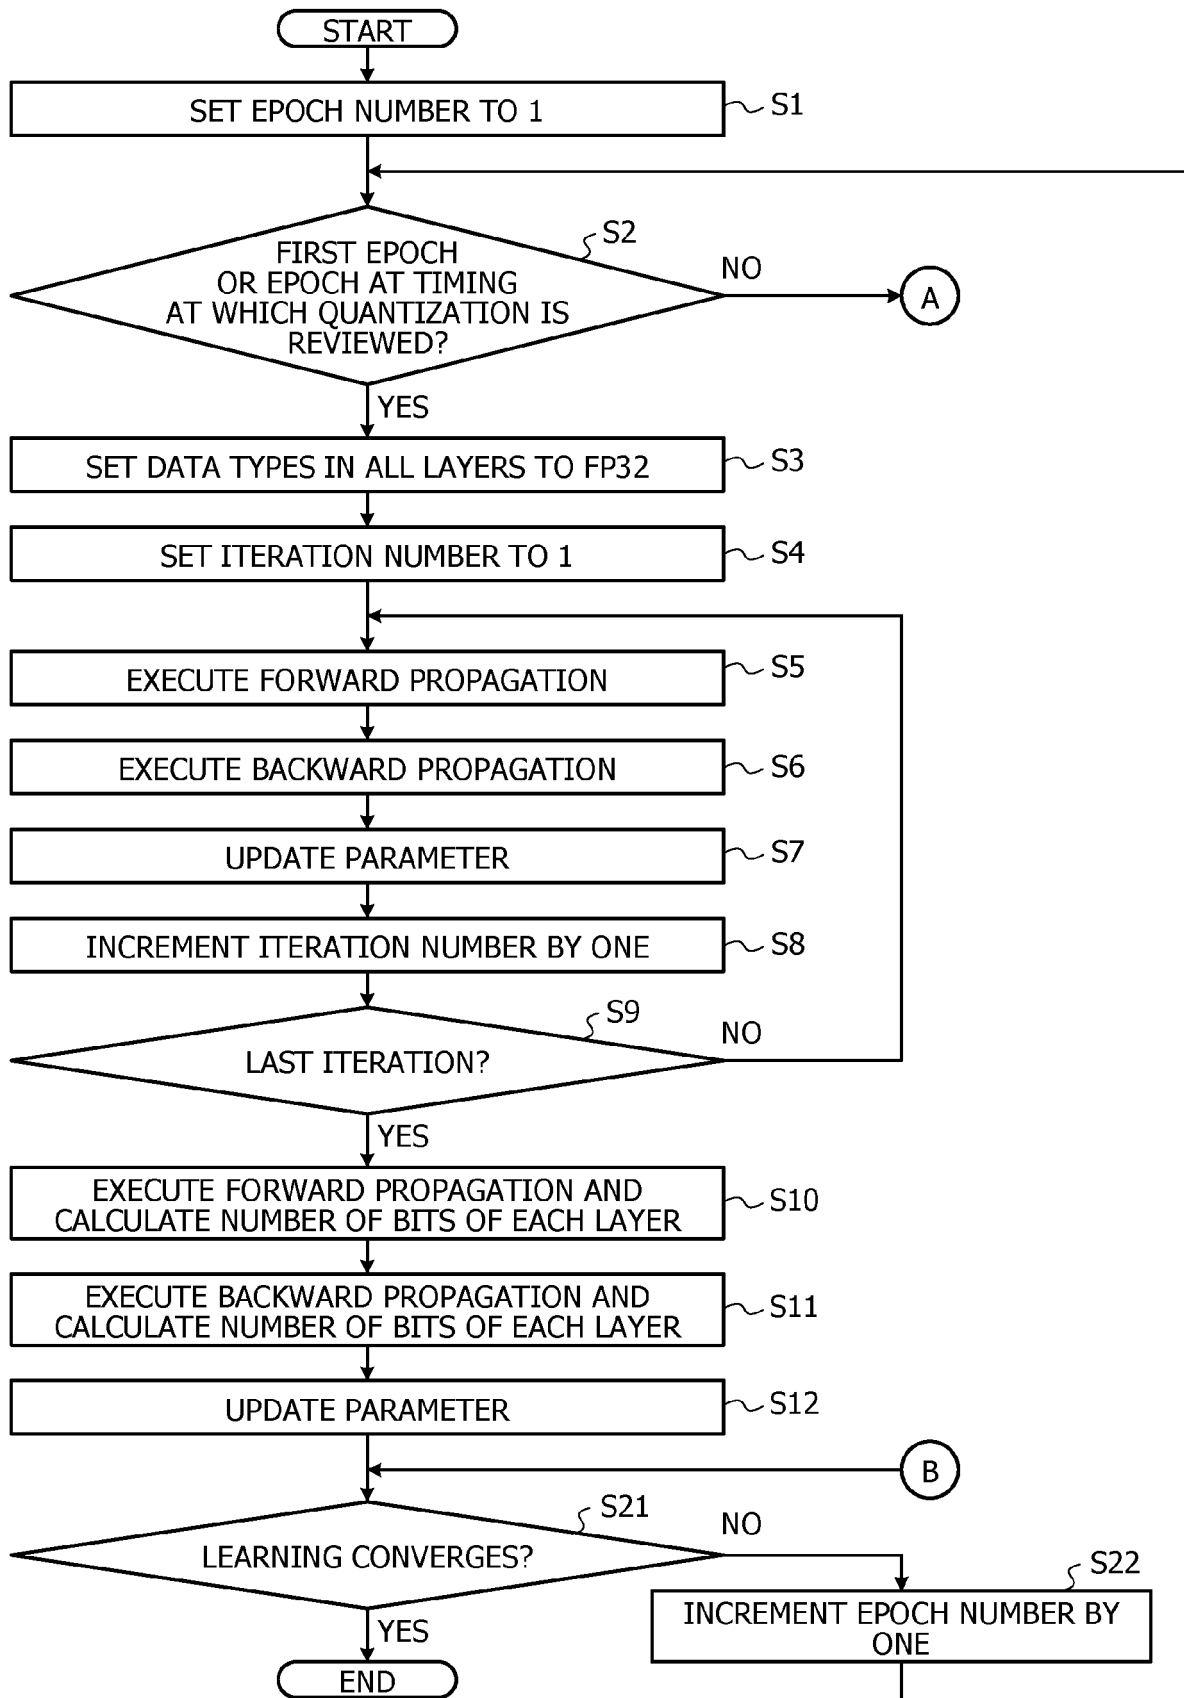 START
SET EPOCH NUMBER TO 1
S1
S2
FIRST EPOCH
OR EPOCH AT TIMING
AT WHICH QUANTIZATION IS
REVIEWED?
NO
A
YES
SET DATA TYPES IN ALL LAYERS TO FP32
S3
SET ITERATION NUMBER TO 1
S4
EXECUTE FORWARD PROPAGATION
S5
EXECUTE BACKWARD PROPAGATION
S6
UPDATE PARAMETER
S7
INCREMENT ITERATION NUMBER BY ONE
S8
S9
LAST ITERATION?
NO
YES
EXECUTE FORWARD PROPAGATION AND
CALCULATE NUMBER OF BITS OF EACH LAYER
S10
EXECUTE BACKWARD PROPAGATION AND
CALCULATE NUMBER OF BITS OF EACH LAYER
S11
UPDATE PARAMETER
S12
B
S21
LEARNING CONVERGES?
NO
S22
INCREMENT EPOCH NUMBER BY
ONE
YES
END